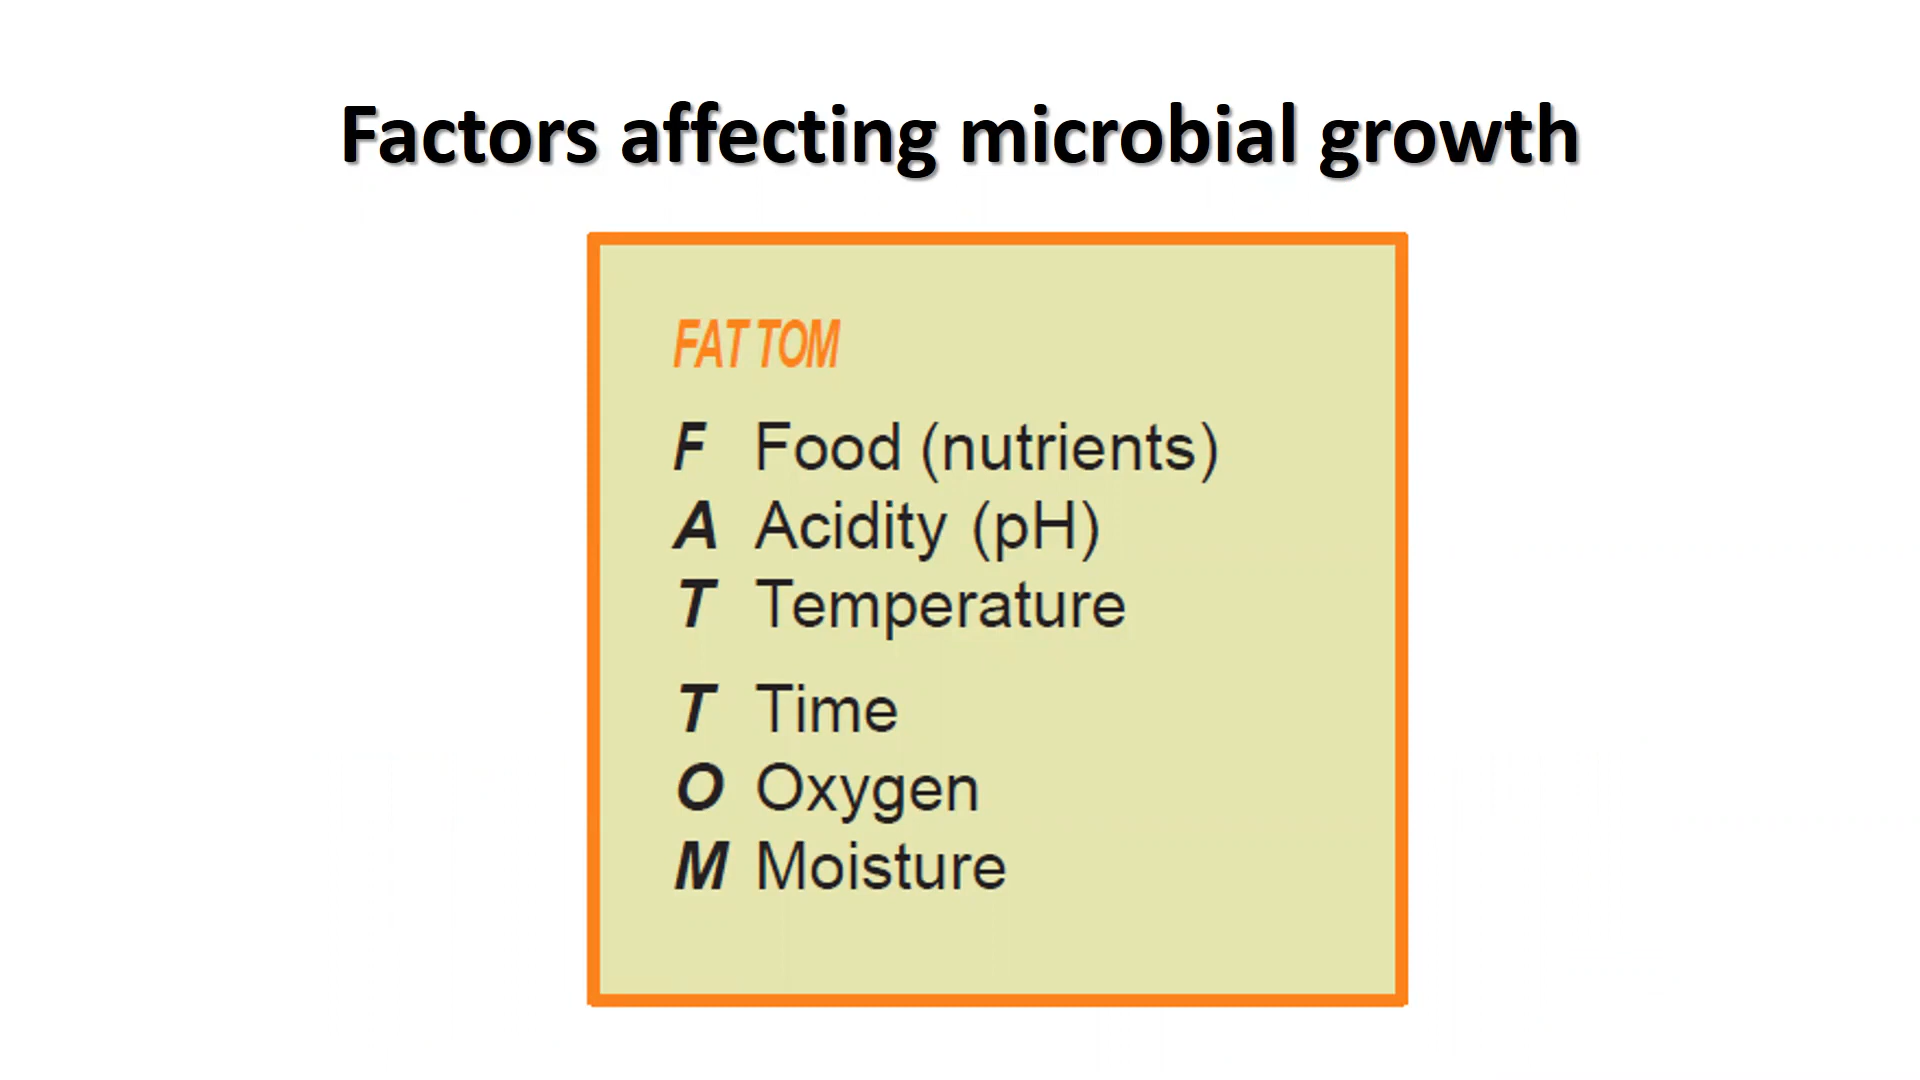 Factors affecting microbial growth
FAT TOM
F Food (nutrients)
A Acidity (pH)
T Temperature
T Time
O Oxygen
M Moisture